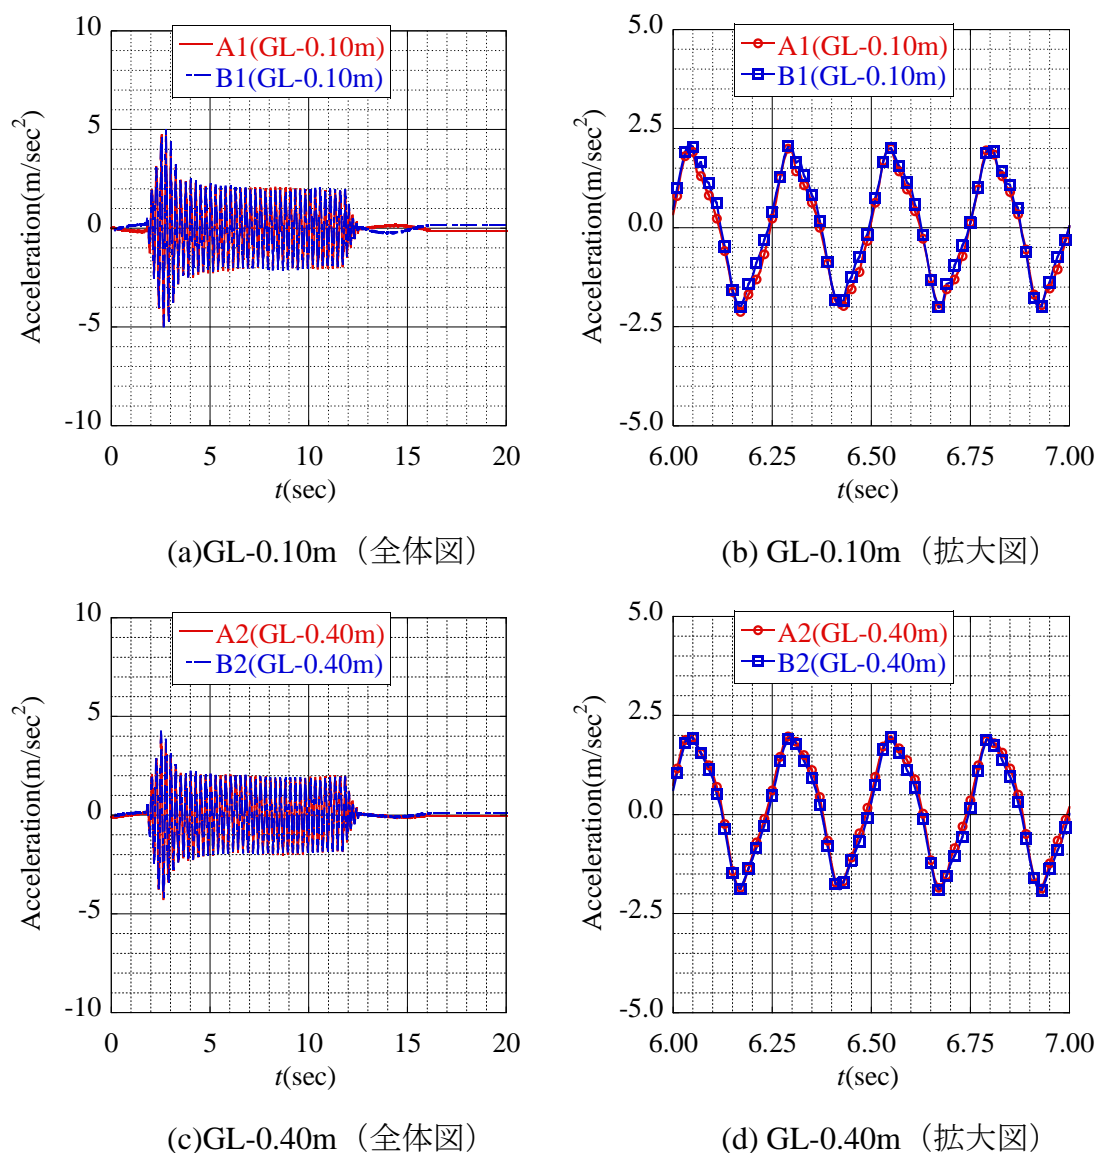 A1(GL-0.10m)
B1(GL-0.10m)
10
5
0
-5
-10
Acceleration(m/sec²)
0 5 10 15 20
t(sec)
(a)GL-0.10m（全体図）
A1(GL-0.10m)
B1(GL-0.10m)
5.0
2.5
0.0
-2.5
-5.0
Acceleration(m/sec²)
6.00 6.25 6.50 6.75 7.00
t(sec)
(b) GL-0.10m（拡大図）
A2(GL-0.40m)
B2(GL-0.40m)
10
5
0
-5
-10
Acceleration(m/sec²)
0 5 10 15 20
t(sec)
(c)GL-0.40m（全体図）
A2(GL-0.40m)
B2(GL-0.40m)
5.0
2.5
0.0
-2.5
-5.0
Acceleration(m/sec²)
6.00 6.25 6.50 6.75 7.00
t(sec)
(d) GL-0.40m（拡大図）